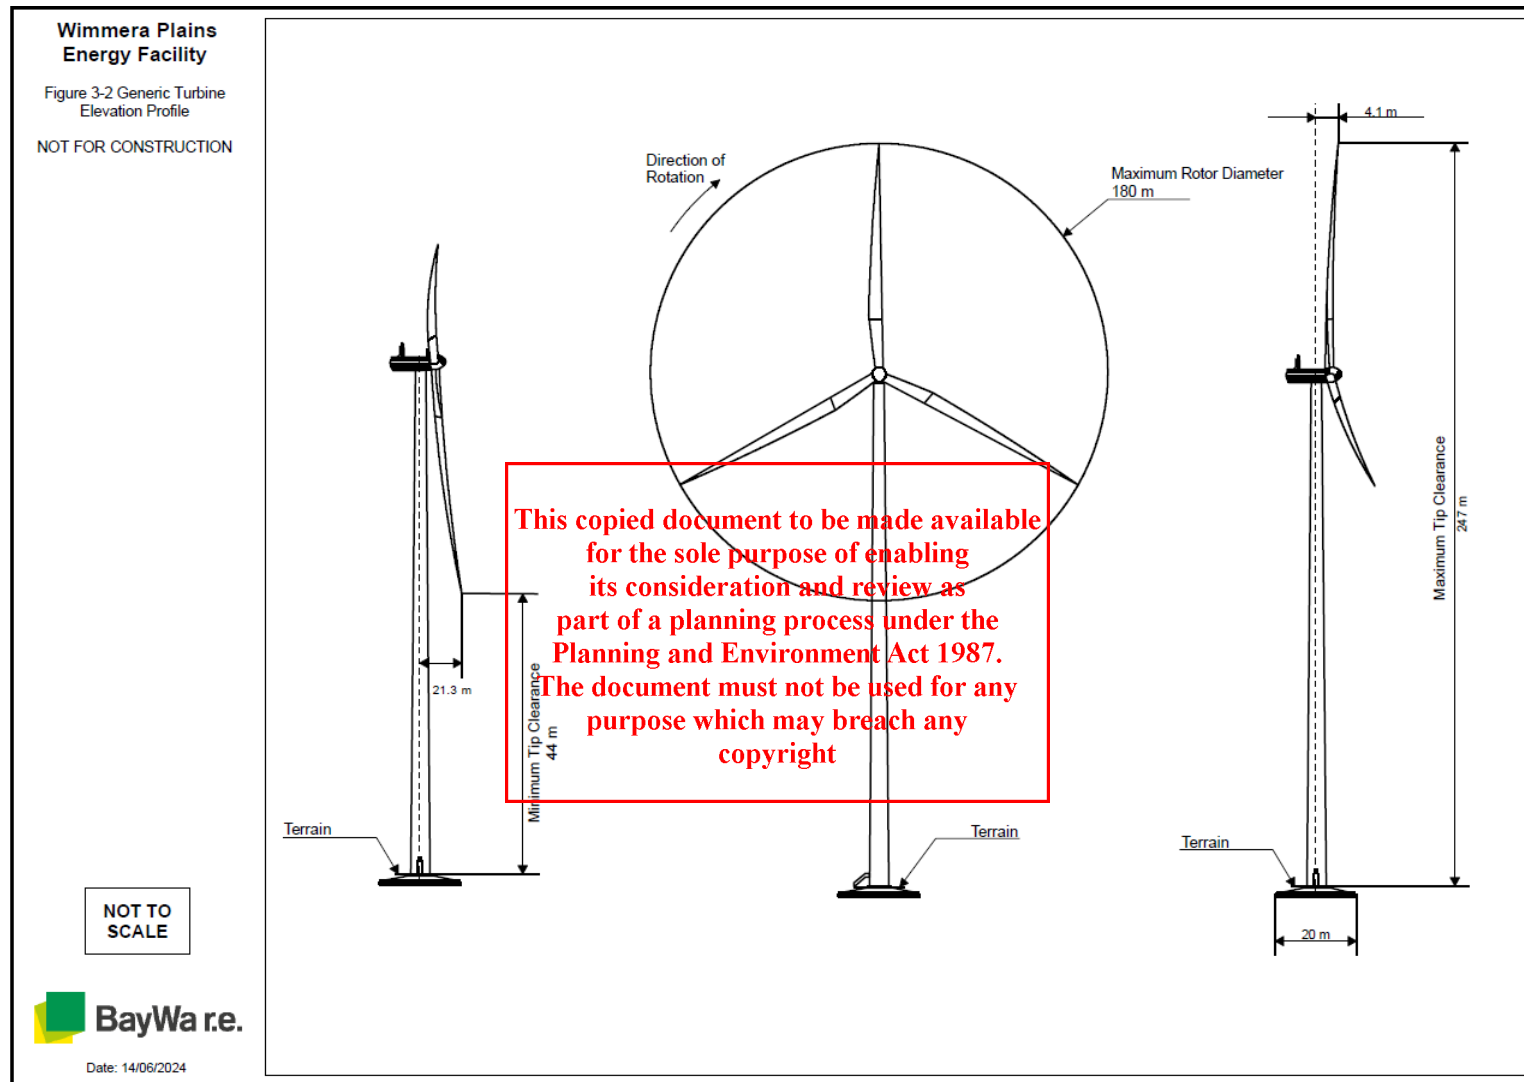 Wimmera Plains
Energy Facility
Figure 3-2 Generic Turbine
Elevation Profile
NOT FOR CONSTRUCTION
Direction of
Rotation
Maximum Rotor Diameter
180 m
4.1 m
Maximum Tip Clearance
247 m
21.3 m
Minimum Tip Clearance
44 m
This copied document to be made available
for the sole purpose of enabling
its consideration and review as
part of a planning process under the
Planning and Environment Act 1987.
The document must not be used for any
purpose which may breach any
copyright
Terrain
Terrain
Terrain
20 m
NOT TO
SCALE
BayWa r.e.
Date: 14/06/2024